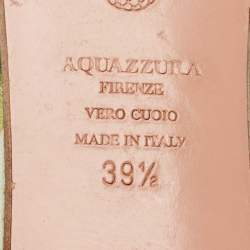 AQUAZZURA
FIRENZE
VERO CUOIO
MADE IN ITALY
39½